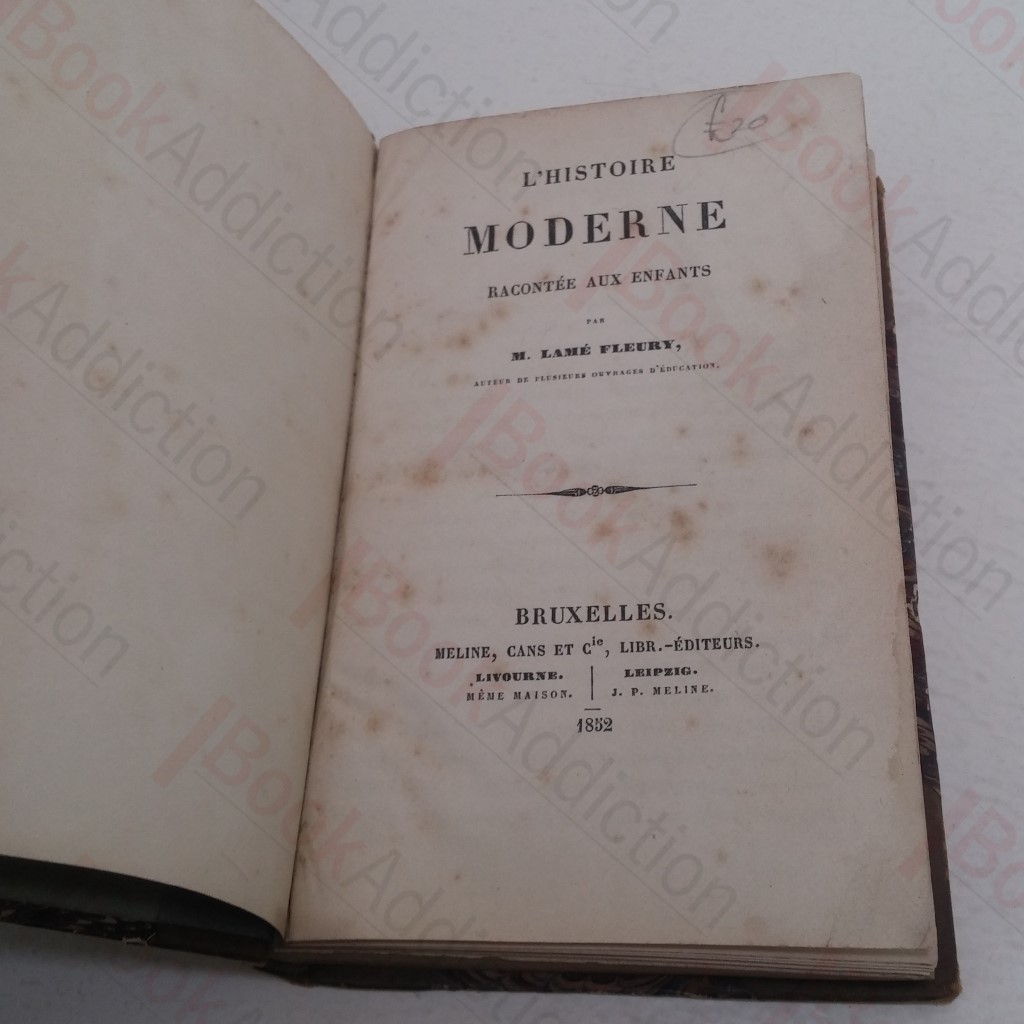 £20
L'HISTOIRE
MODERNE
RACONTÉE AUX ENFANTS
PAR
M. LAMÉ FLEURY,
AUTEUR DE PLUSIEURS OUVRAGES D'ÉDUCATION.
BRUXELLES.
MELINE, CANS ET Cie, LIBR.-ÉDITEURS.
LIVOURNE.
MÊME MAISON.
LEIPZIG.
J. P. MELINE.
1852
BookAddiction